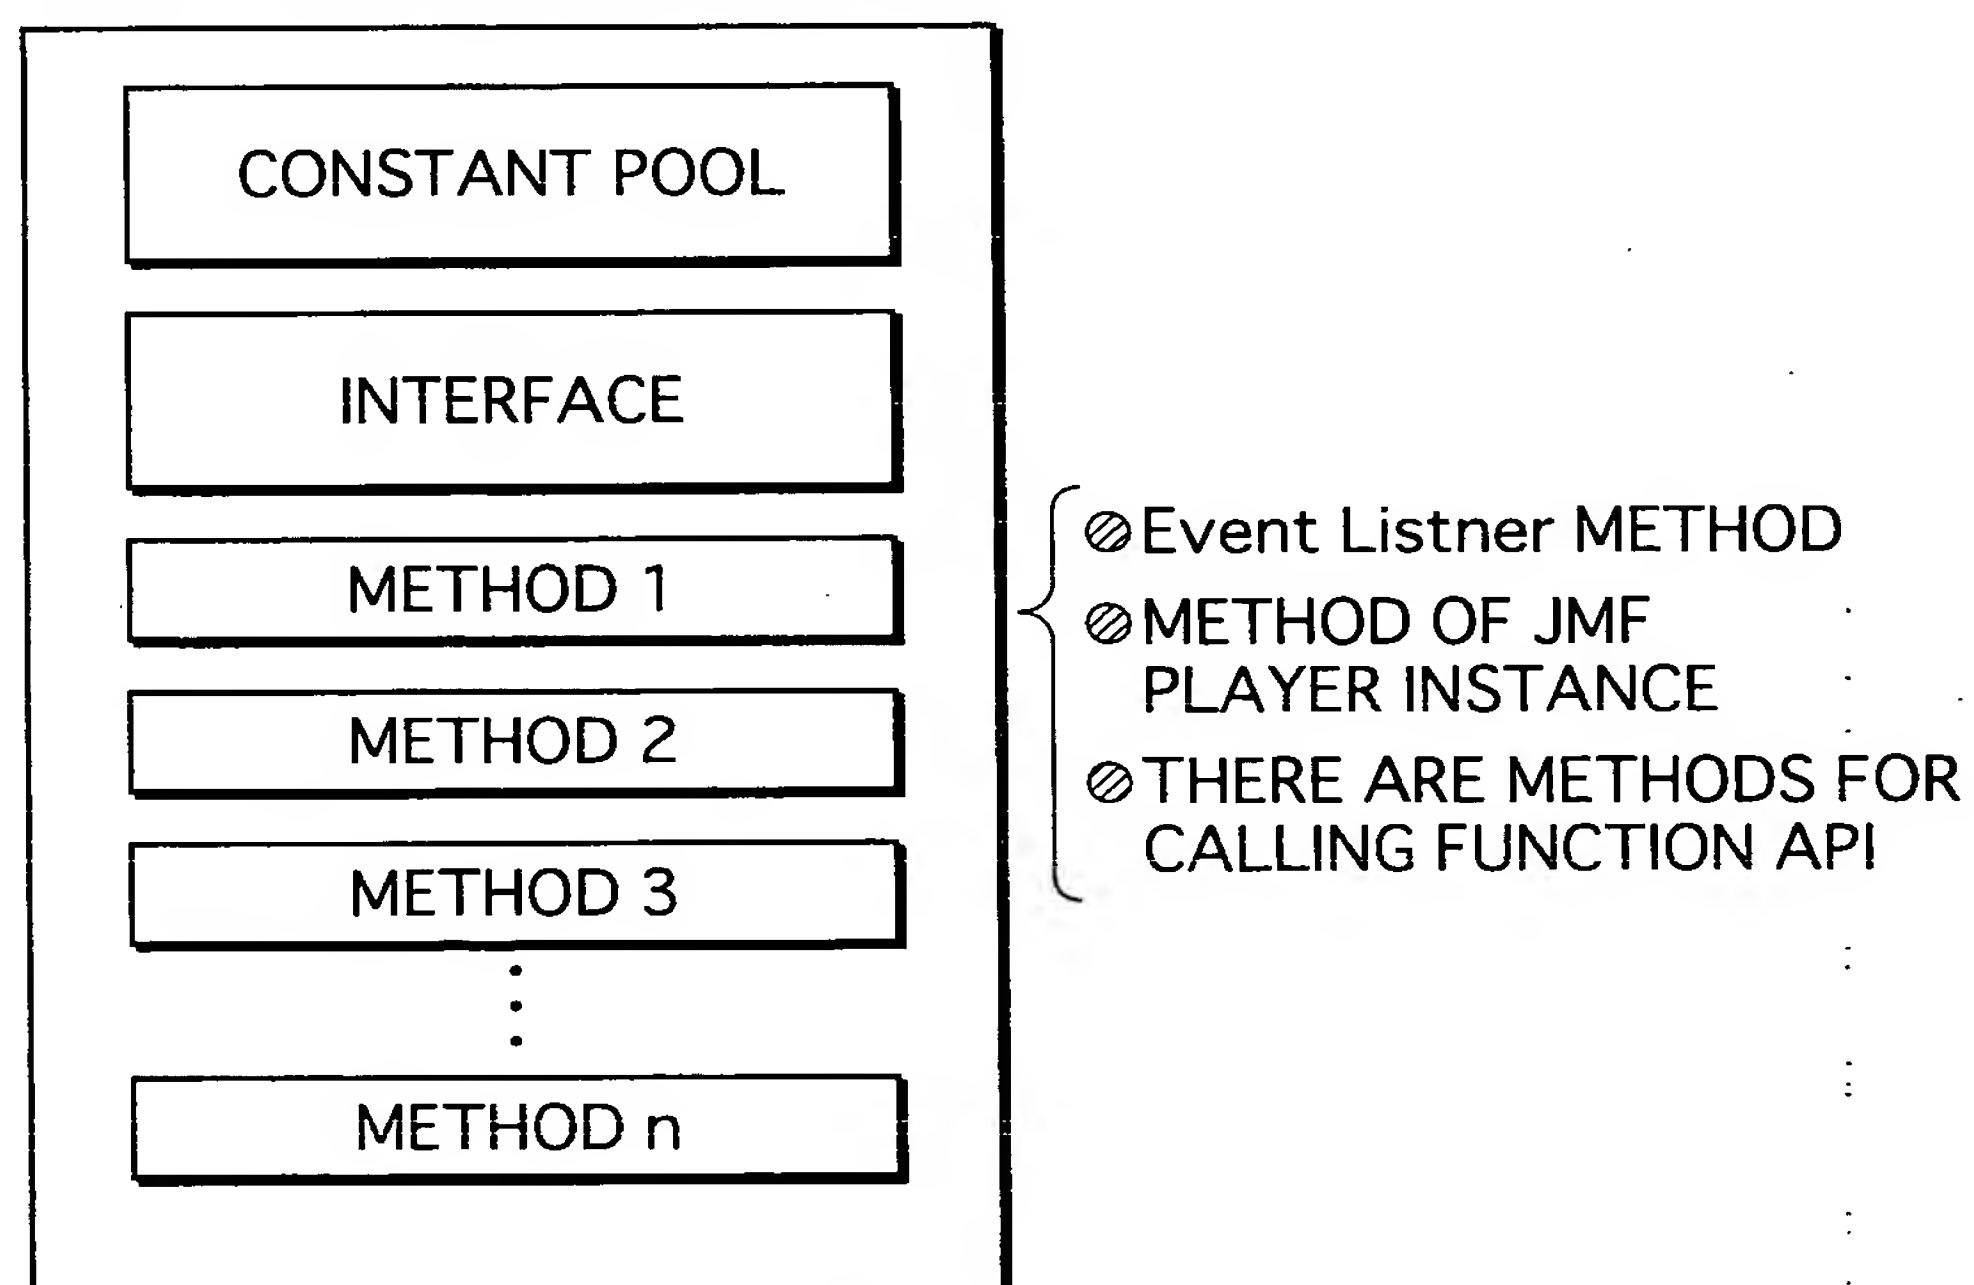 CONSTANT POOL
INTERFACE
METHOD 1
METHOD 2
METHOD 3
METHOD n
Event Listner METHOD
METHOD OF JMF
PLAYER INSTANCE
THERE ARE METHODS FOR
CALLING FUNCTION API